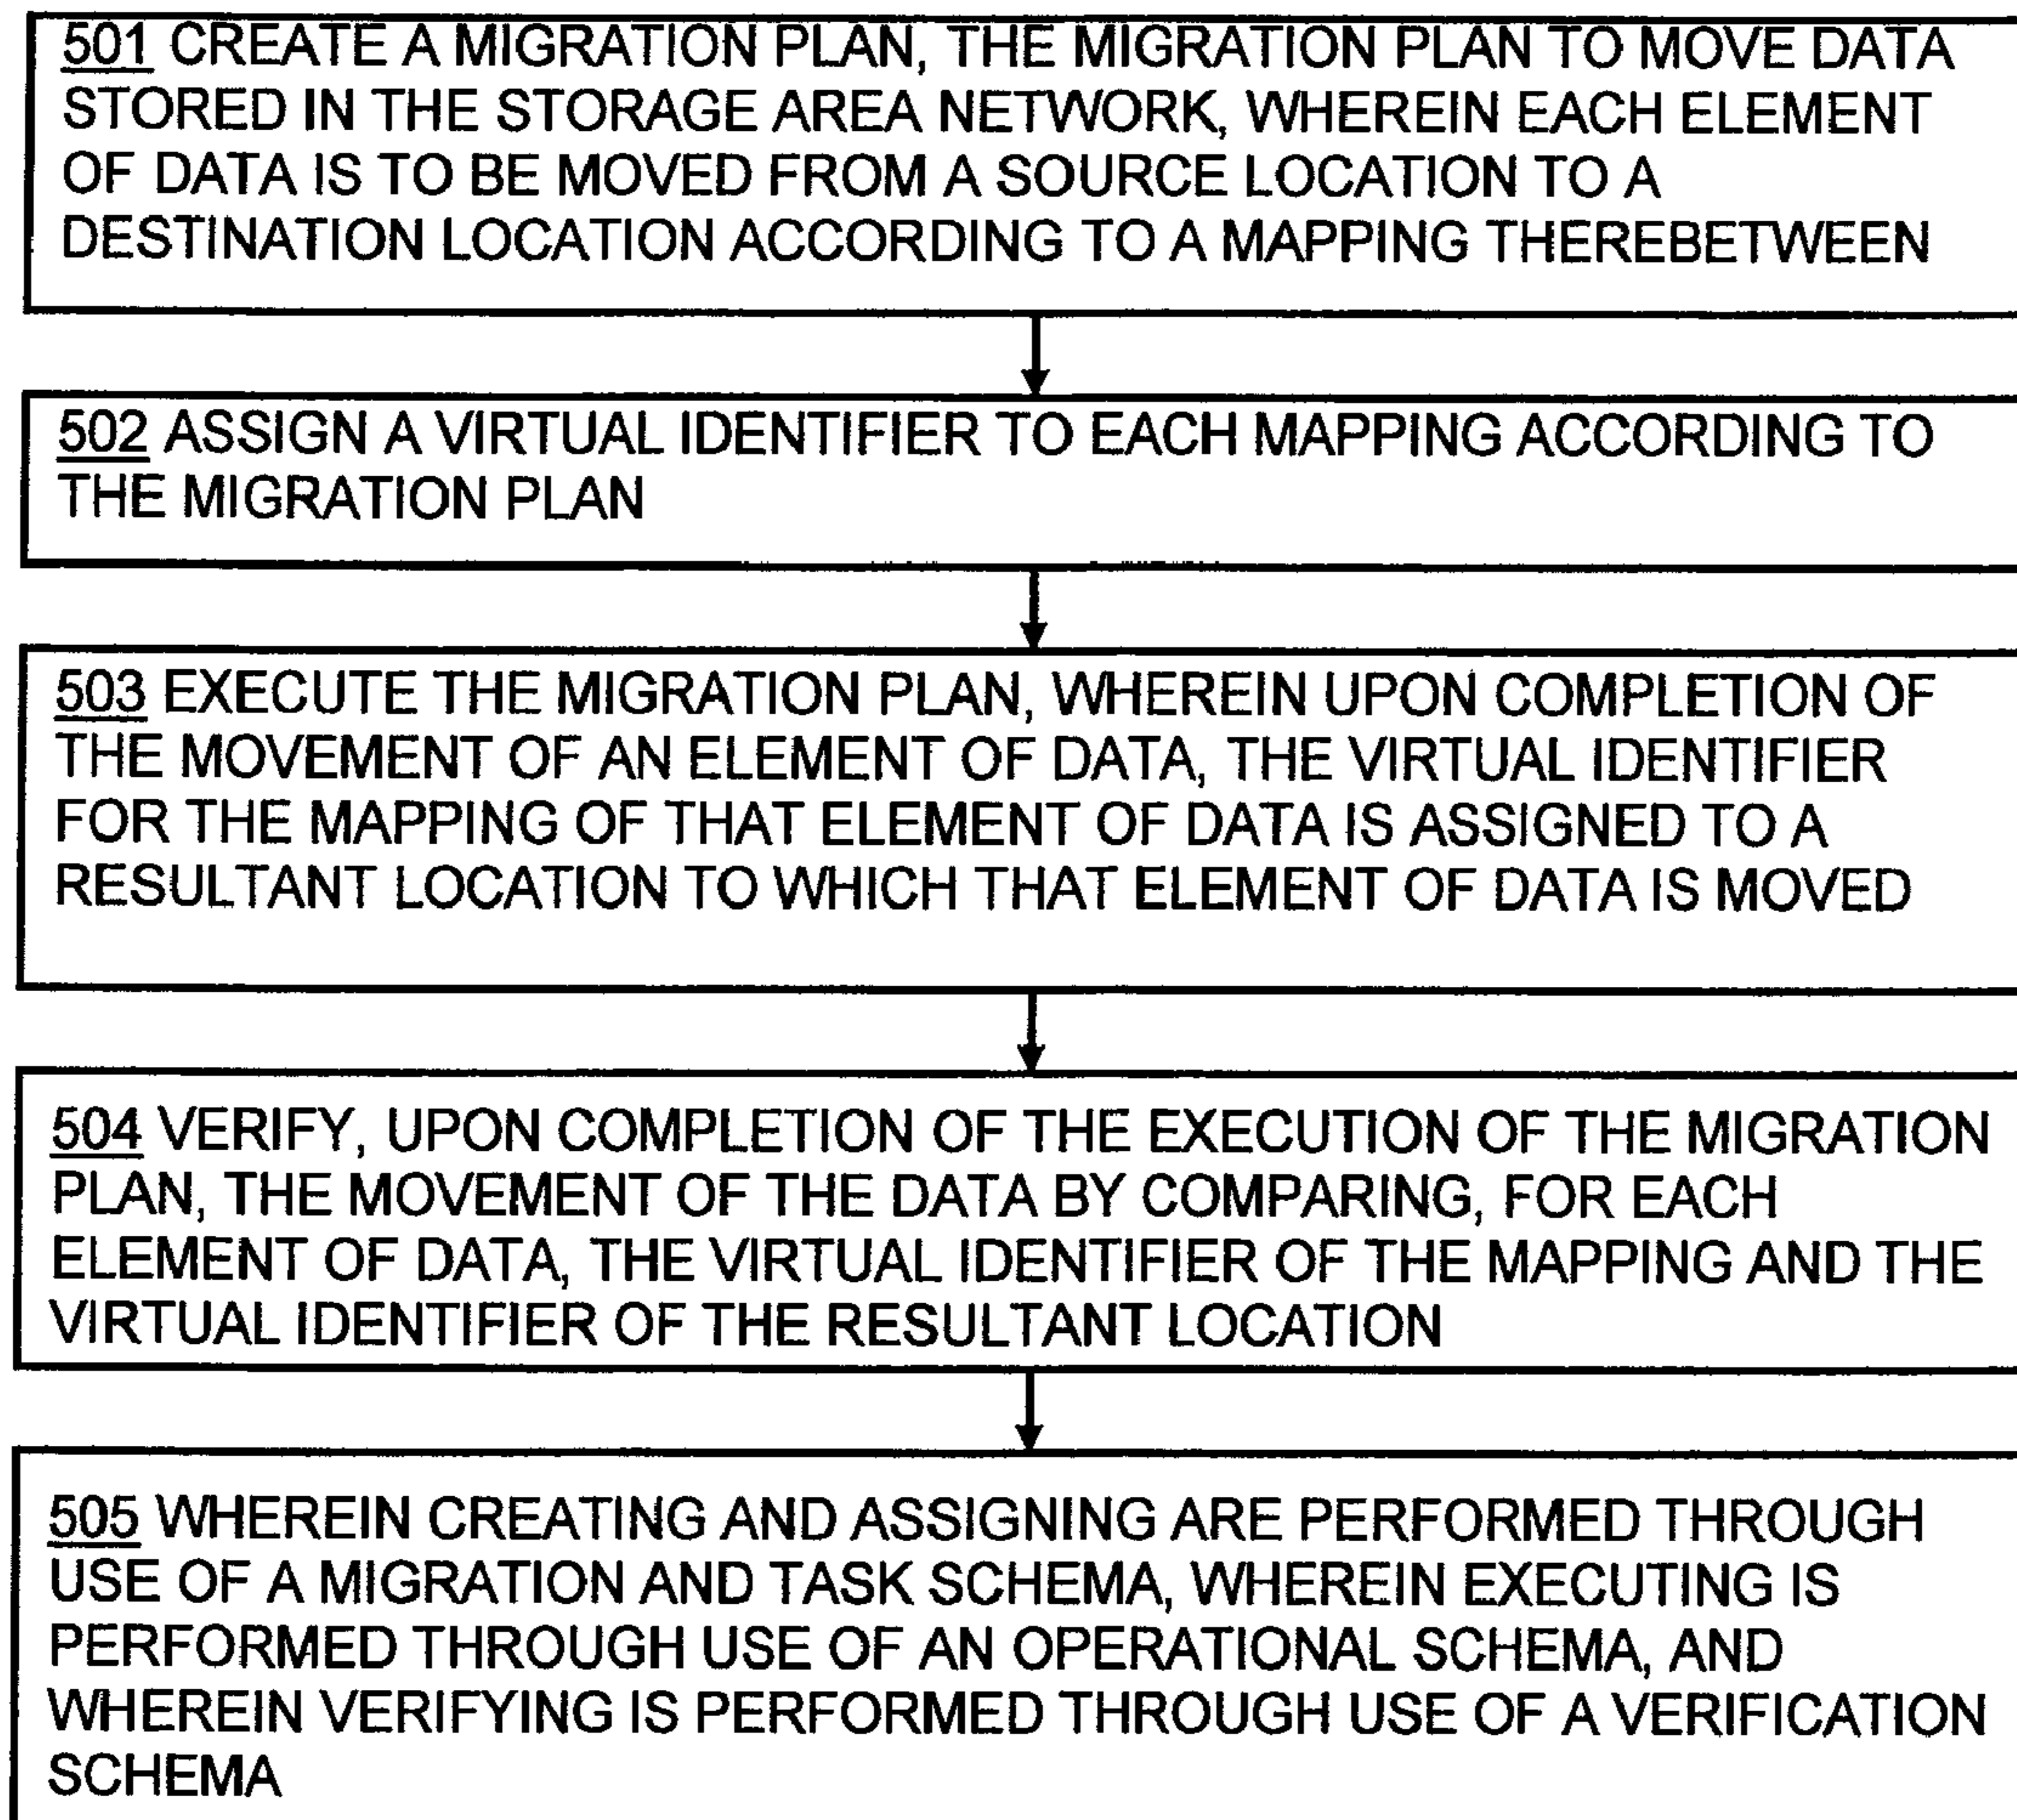 501 CREATE A MIGRATION PLAN, THE MIGRATION PLAN TO MOVE DATA
STORED IN THE STORAGE AREA NETWORK, WHEREIN EACH ELEMENT
OF DATA IS TO BE MOVED FROM A SOURCE LOCATION TO A
DESTINATION LOCATION ACCORDING TO A MAPPING THEREBETWEEN
502 ASSIGN A VIRTUAL IDENTIFIER TO EACH MAPPING ACCORDING TO
THE MIGRATION PLAN
503 EXECUTE THE MIGRATION PLAN, WHEREIN UPON COMPLETION OF
THE MOVEMENT OF AN ELEMENT OF DATA, THE VIRTUAL IDENTIFIER
FOR THE MAPPING OF THAT ELEMENT OF DATA IS ASSIGNED TO A
RESULTANT LOCATION TO WHICH THAT ELEMENT OF DATA IS MOVED
504 VERIFY, UPON COMPLETION OF THE EXECUTION OF THE MIGRATION
PLAN, THE MOVEMENT OF THE DATA BY COMPARING, FOR EACH
ELEMENT OF DATA, THE VIRTUAL IDENTIFIER OF THE MAPPING AND THE
VIRTUAL IDENTIFIER OF THE RESULTANT LOCATION
505 WHEREIN CREATING AND ASSIGNING ARE PERFORMED THROUGH
USE OF A MIGRATION AND TASK SCHEMA, WHEREIN EXECUTING IS
PERFORMED THROUGH USE OF AN OPERATIONAL SCHEMA, AND
WHEREIN VERIFYING IS PERFORMED THROUGH USE OF A VERIFICATION
SCHEMA